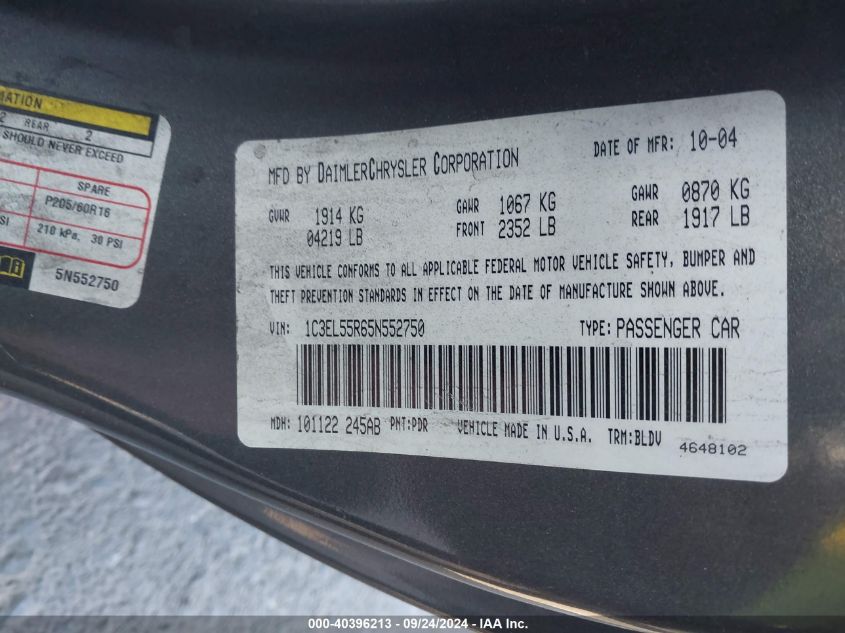 MATION
2 REAR 2
SHOULD NEVER EXCEED
SPARE
P205/60R16
SI 210 kPa, 30 PSI
5N552750
MFD BY DAIMLERCHRYSLER CORPORATION DATE OF MFR: 10-04
GVWR 1914 KG GAWR 1067 KG GAWR 0870 KG
04219 LB FRONT 2352 LB REAR 1917 LB
THIS VEHICLE CONFORMS TO ALL APPLICABLE FEDERAL MOTOR VEHICLE SAFETY, BUMPER AND
THEFT PREVENTION STANDARDS IN EFFECT ON THE DATE OF MANUFACTURE SHOWN ABOVE.
VIN: 1C3EL55R65N552750 TYPE: PASSENGER CAR
MDH: 101122 245AB PNT:PDR VEHICLE MADE IN U.S.A. TRM:BLDV
4648102
000-40396213 - 09/24/2024 - IAA Inc.